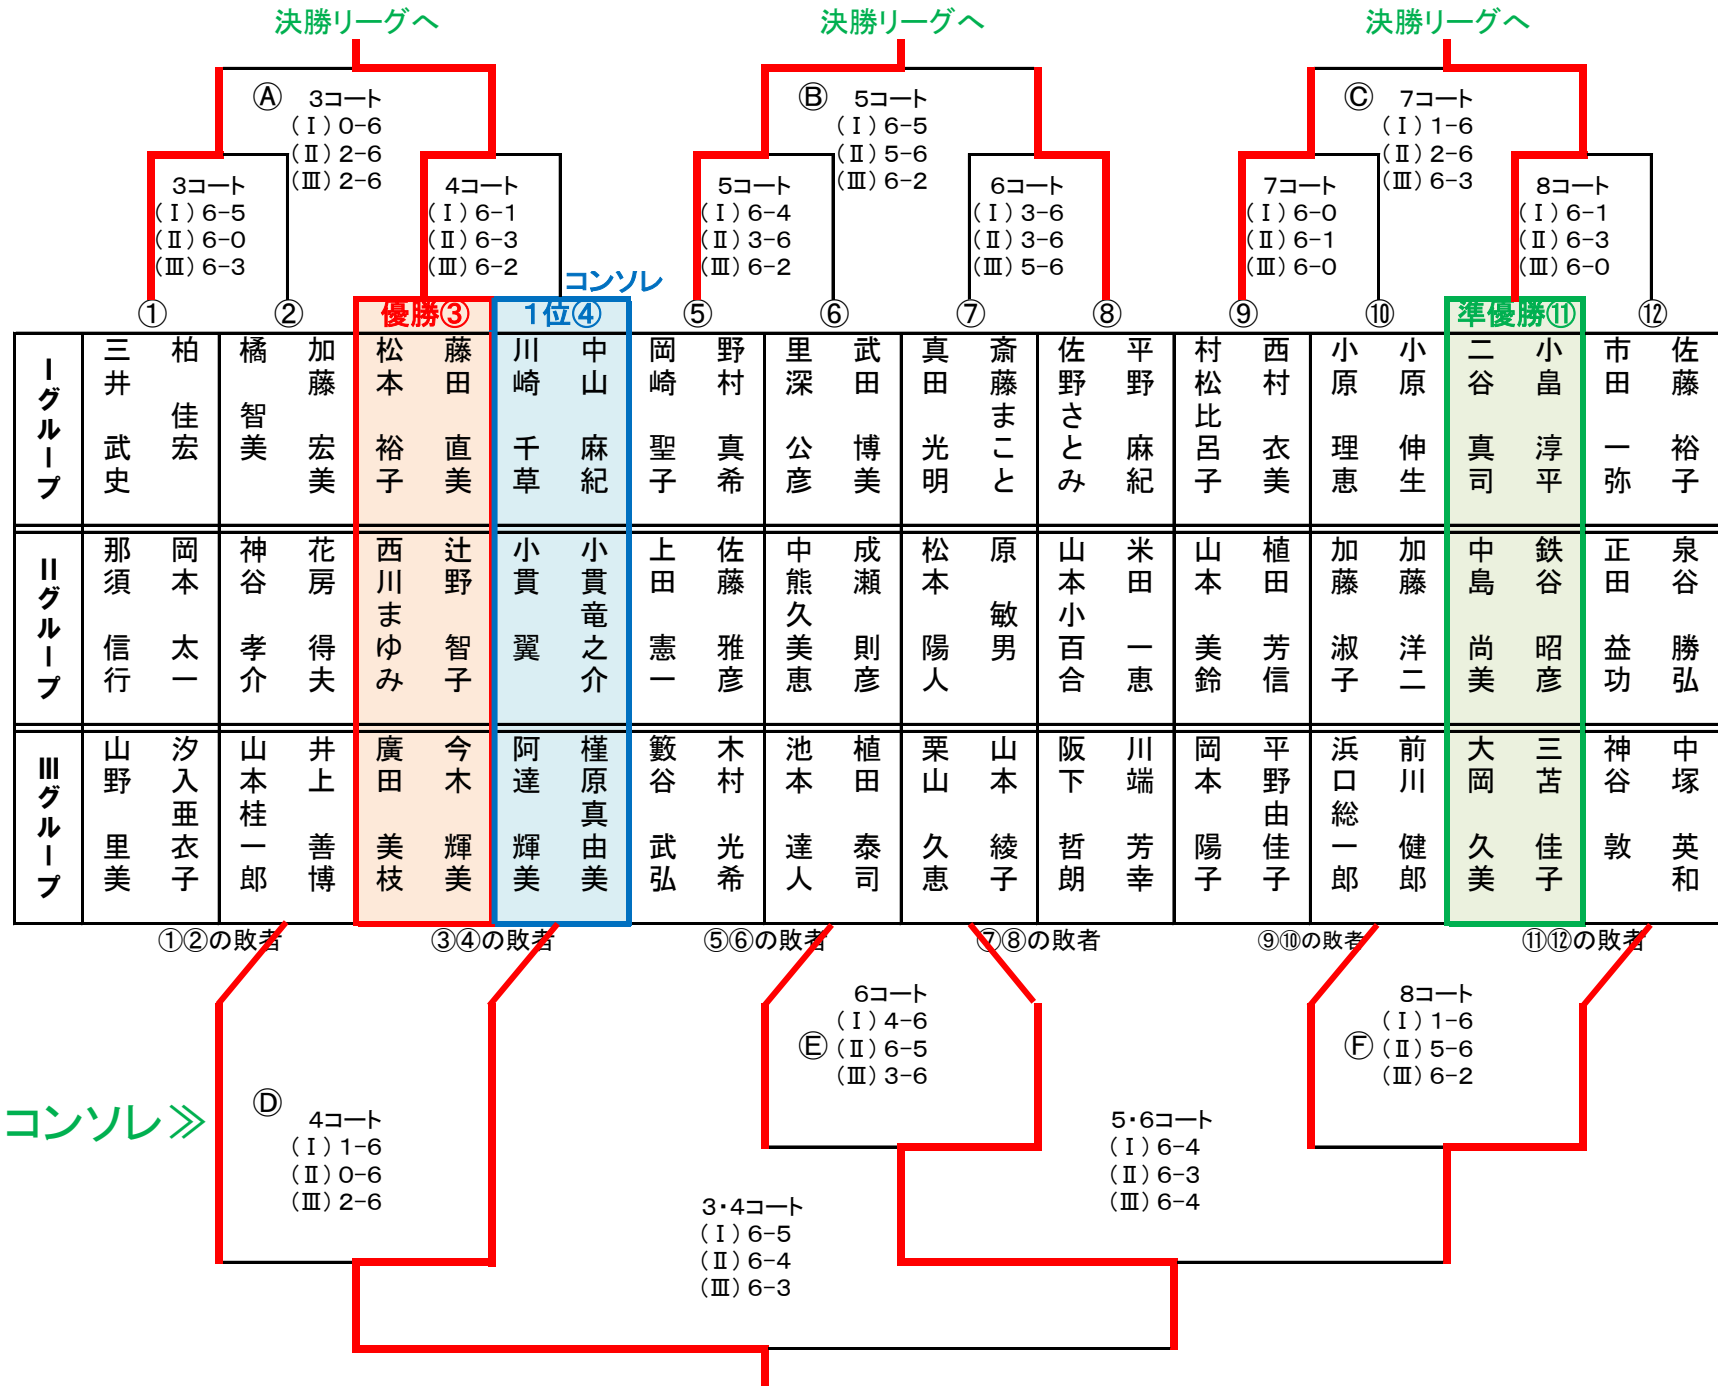 決勝リーグへ 決勝リーグへ 決勝リーグへ
Ⓐ 3コート
(Ⅰ)0-6
(Ⅱ)2-6
(Ⅲ)2-6
Ⓑ 5コート
(Ⅰ)6-5
(Ⅱ)5-6
(Ⅲ)6-2
Ⓒ 7コート
(Ⅰ)1-6
(Ⅱ)2-6
(Ⅲ)6-3
3コート
(Ⅰ)6-5
(Ⅱ)6-0
(Ⅲ)6-3
4コート
(Ⅰ)6-1
(Ⅱ)6-3
(Ⅲ)6-2
5コート
(Ⅰ)6-4
(Ⅱ)3-6
(Ⅲ)6-2
6コート
(Ⅰ)3-6
(Ⅱ)3-6
(Ⅲ)5-6
7コート
(Ⅰ)6-0
(Ⅱ)6-1
(Ⅲ)6-0
8コート
(Ⅰ)6-1
(Ⅱ)6-3
(Ⅲ)6-0
コンソレ
① ② 優勝③ 1位④ ⑤ ⑥ ⑦ ⑧ ⑨ ⑩ 準優勝⑪ ⑫
Ⅰグループ
三井 武史
柏 佳宏
橘 智美
加藤 宏美
松本 裕子
藤田 直美
川崎 千草
中山 麻紀
岡崎 聖子
野村 真希
里深 公彦
武田 博美
真田 光明
斎藤まこと
佐野さとみ
平野 麻紀
村松比呂子
西村 衣美
小原 理恵
小原 伸生
二谷 真司
小畠 淳平
市田 一弥
佐藤 裕子
Ⅱグループ
那須 信行
岡本 太一
神谷 孝介
花房 得夫
西川まゆみ
辻野 智子
小貫 翼
小貫竜之介
上田 憲一
佐藤 雅彦
中熊久美恵
成瀬 則彦
松本 陽人
原 敏男
山本小百合
米田 一恵
山本 美鈴
植田 芳信
加藤 淑子
加藤 洋二
中島 尚美
鉄谷 昭彦
正田 益功
泉谷 勝弘
Ⅲグループ
山野 里美
汐入亜衣子
山本桂一郎
井上 善博
廣田 美枝
今木 輝美
阿達 輝美
槿原真由美
籔谷 武弘
木村 光希
池本 達人
植田 泰司
栗山 久恵
山本 綾子
阪下 哲朗
川端 芳幸
岡本 陽子
平野由佳子
浜口総一郎
前川 健郎
大岡 久美
三苫 佳子
神谷 敦
中塚 英和
①②の敗者 ③④の敗者 ⑤⑥の敗者 ⑦⑧の敗者 ⑨⑩の敗者 ⑪⑫の敗者
Ⓔ 6コート
(Ⅰ)4-6
(Ⅱ)6-5
(Ⅲ)3-6
Ⓕ 8コート
(Ⅰ)1-6
(Ⅱ)5-6
(Ⅲ)6-2
コンソレ≫
Ⓓ 4コート
(Ⅰ)1-6
(Ⅱ)0-6
(Ⅲ)2-6
5・6コート
(Ⅰ)6-4
(Ⅱ)6-3
(Ⅲ)6-4
3・4コート
(Ⅰ)6-5
(Ⅱ)6-4
(Ⅲ)6-3